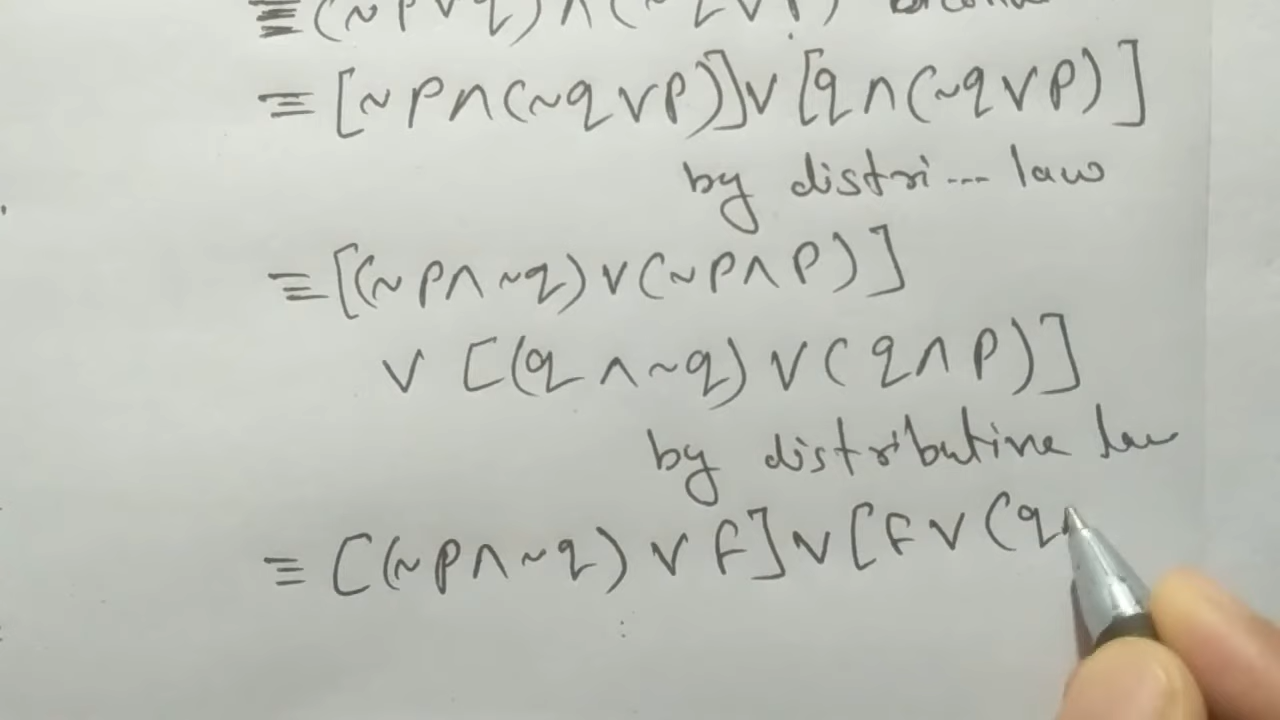 ≡ (~p∨q)∧(~q∨p)
≡ [~p∧(~q∨p)]∨[q∧(~q∨p)]
by distri... law
≡ [(~p∧~q)∨(~p∧p)]
∨ [(q∧~q)∨(q∧p)]
by distributive law
≡ [(~p∧~q)∨F]∨[F∨(q